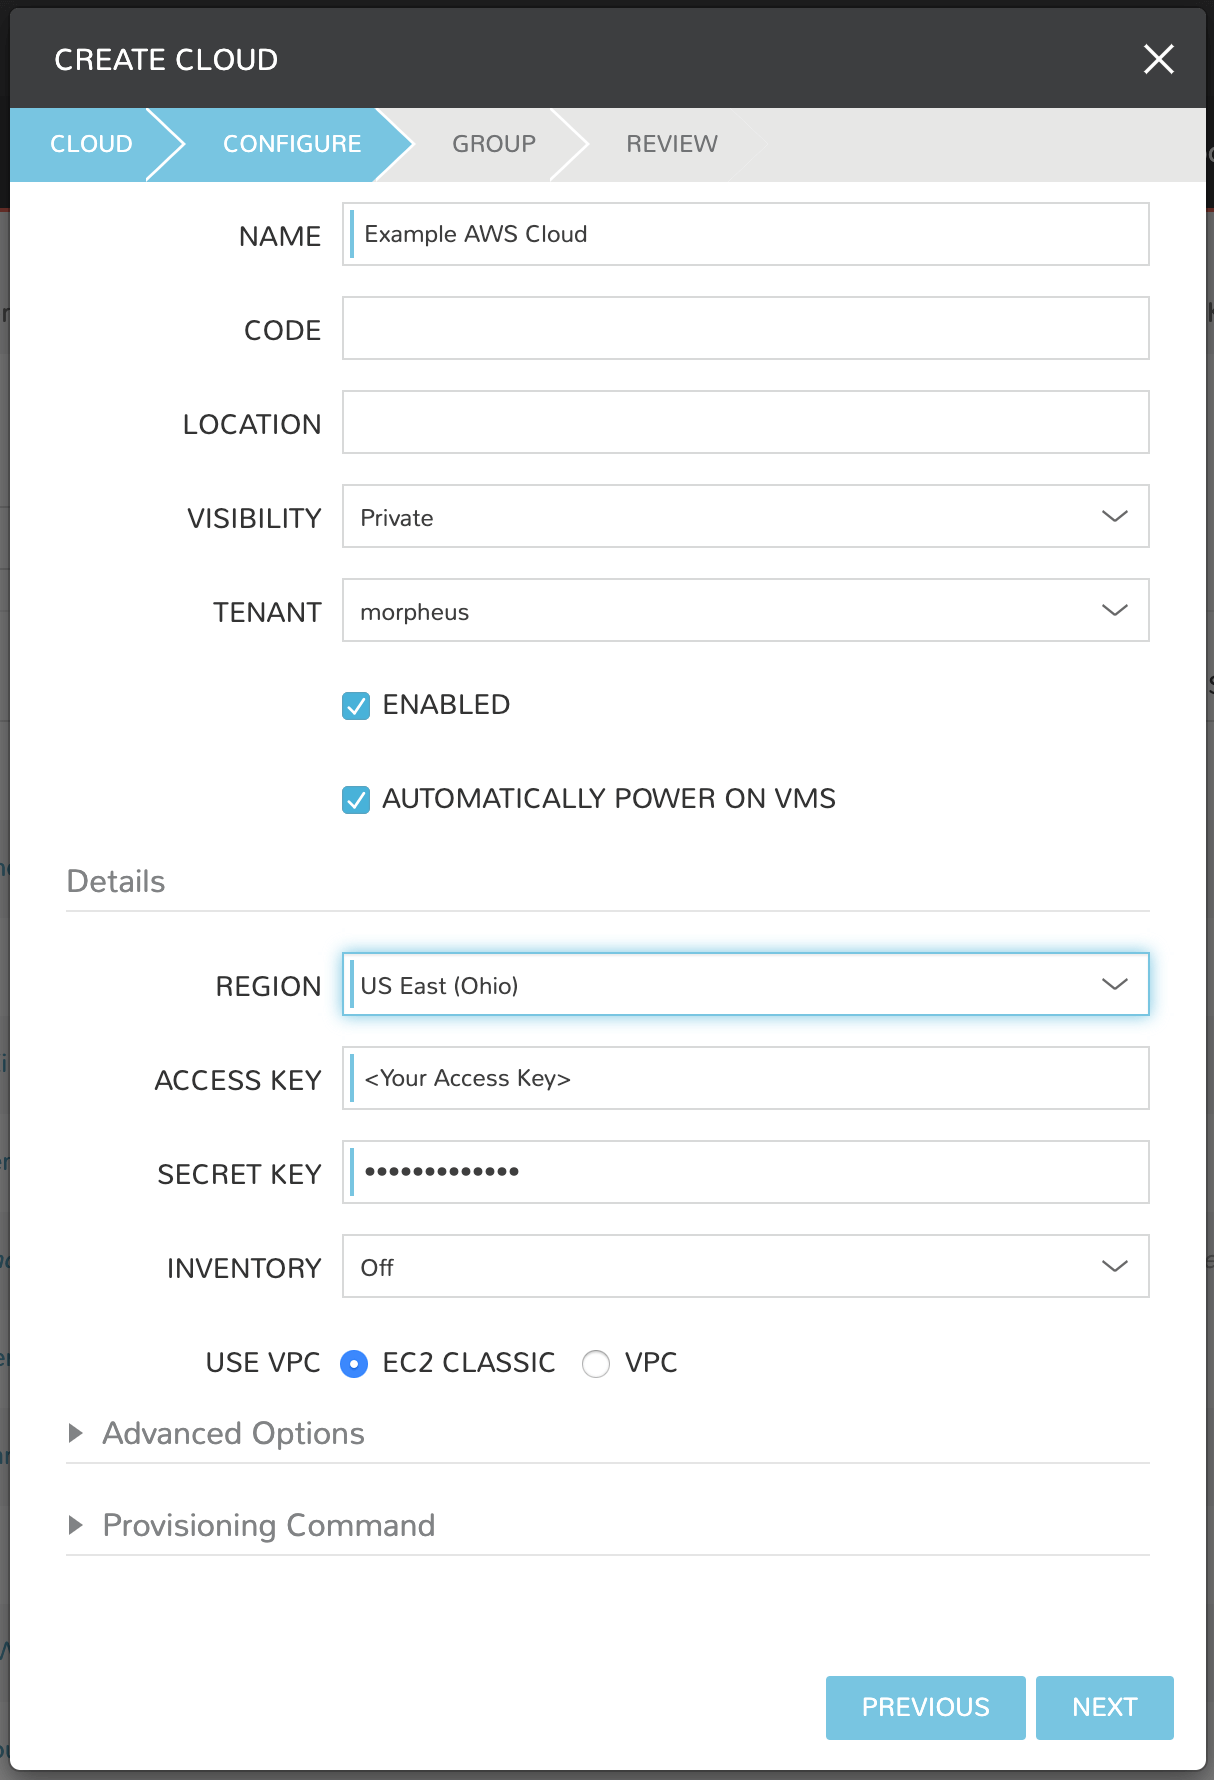 CREATE CLOUD
CLOUD CONFIGURE GROUP REVIEW
NAME Example AWS Cloud
CODE
LOCATION
VISIBILITY Private
TENANT morpheus
ENABLED
AUTOMATICALLY POWER ON VMS
Details
REGION US East (Ohio)
ACCESS KEY <Your Access Key>
SECRET KEY •••••••••••••
INVENTORY Off
USE VPC EC2 CLASSIC VPC
Advanced Options
Provisioning Command
PREVIOUS NEXT